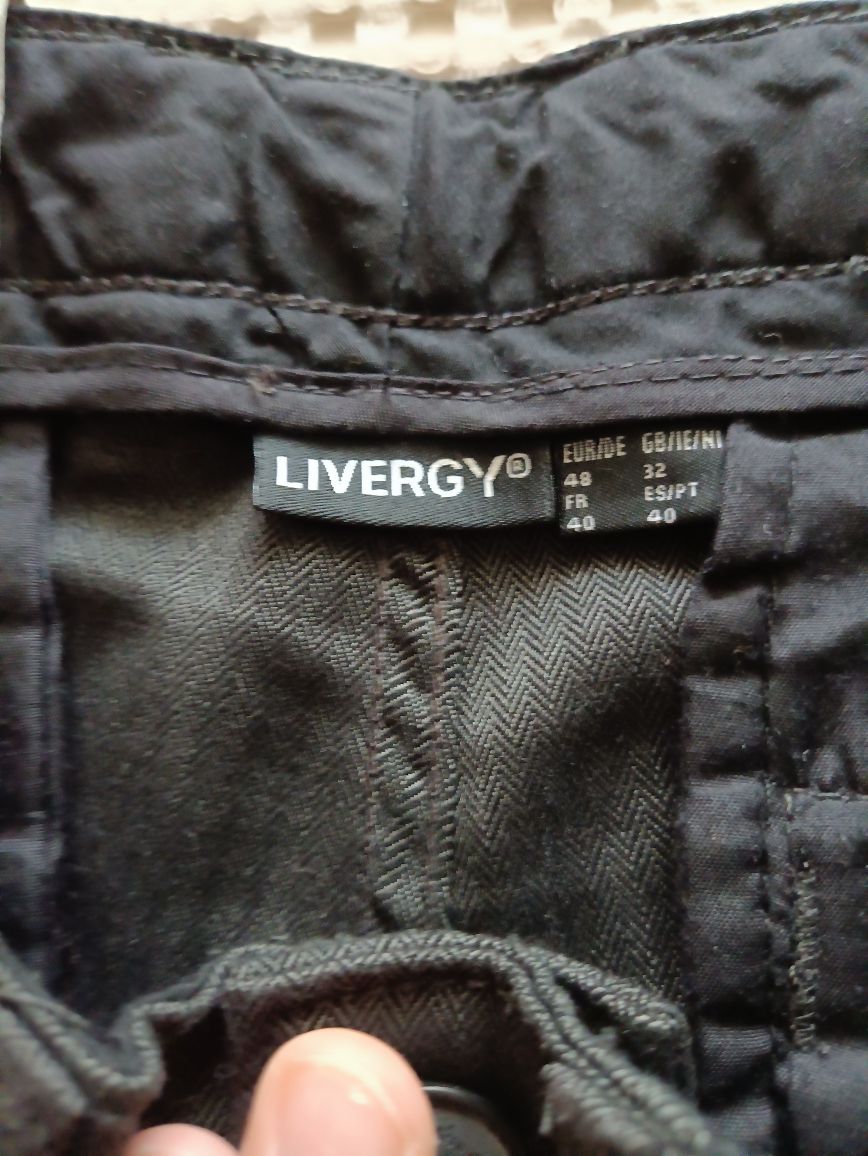 LIVERGY®
EUR/DE GB/IE/NI
48 32
FR ES/PT
40 40